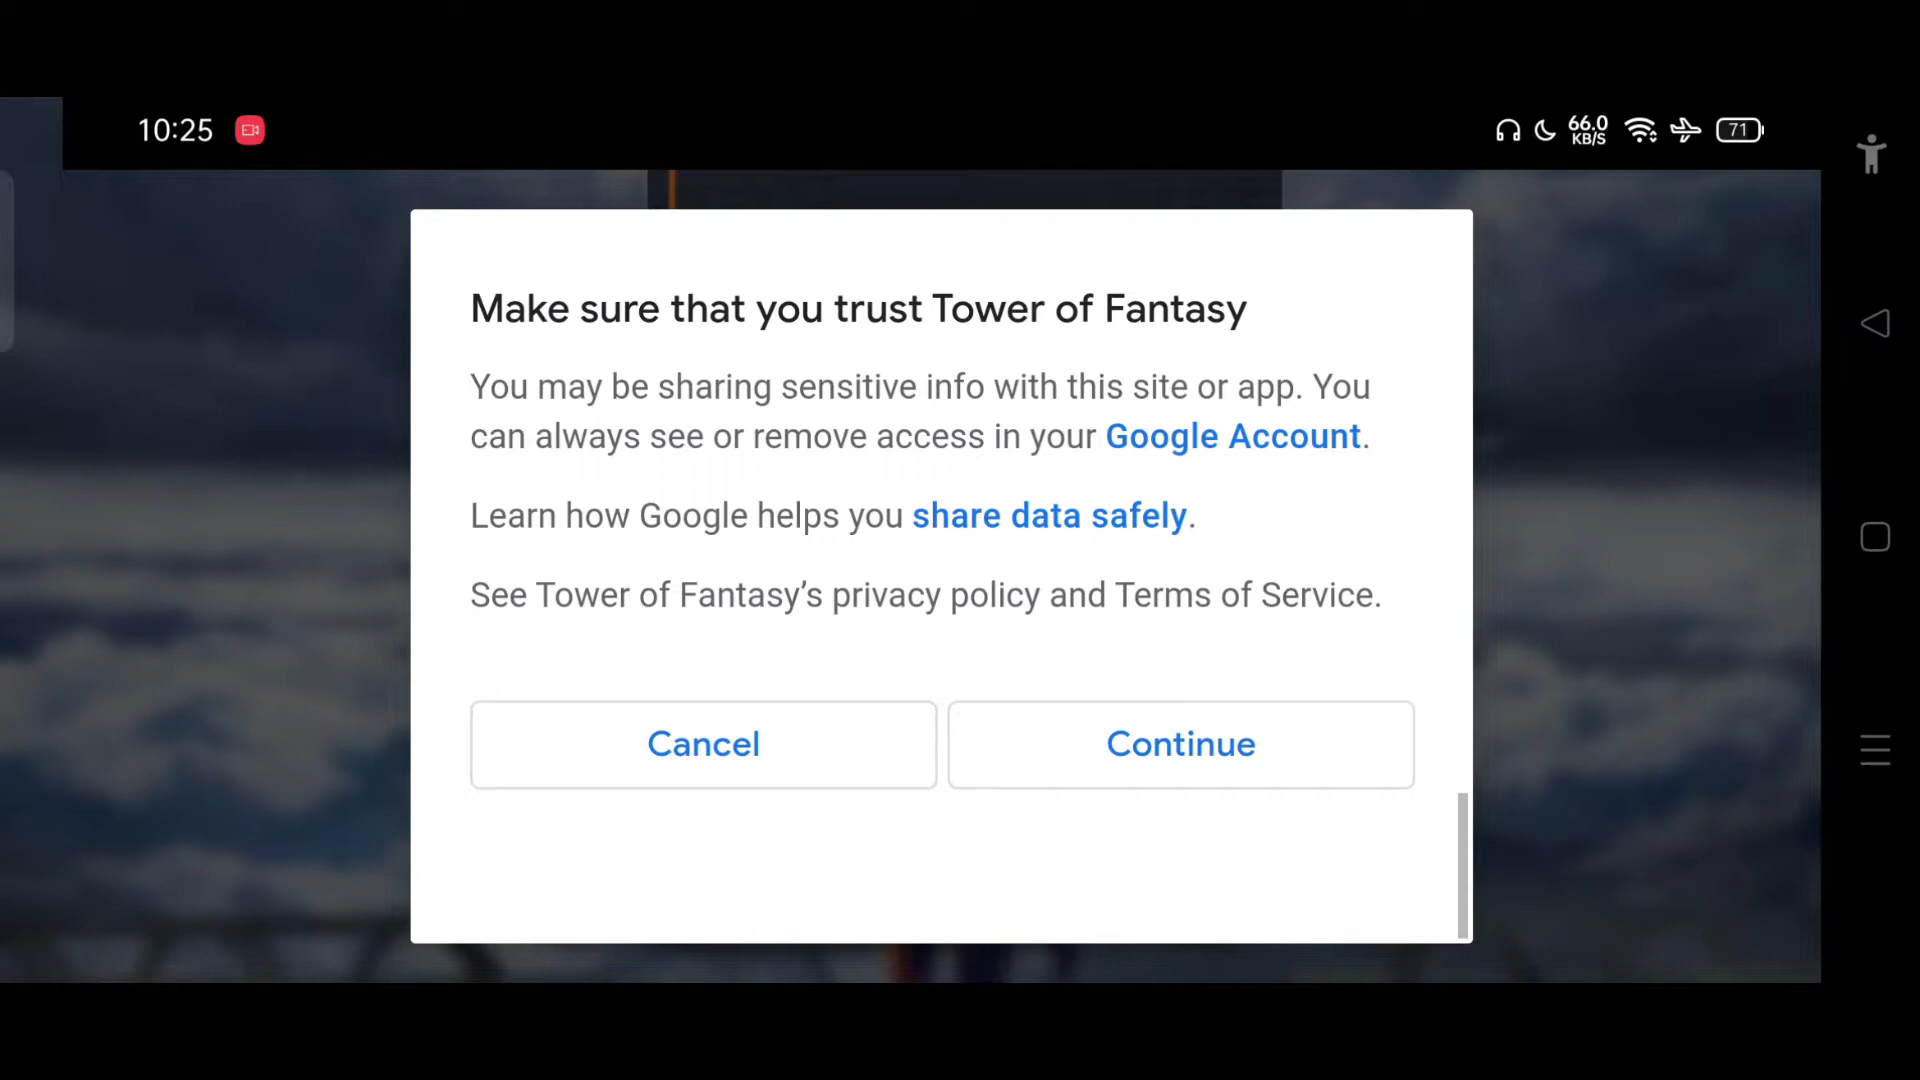 10:25
66.0
KB/S
71
Make sure that you trust Tower of Fantasy
You may be sharing sensitive info with this site or app. You
can always see or remove access in your Google Account.
Learn how Google helps you share data safely.
See Tower of Fantasy’s privacy policy and Terms of Service.
Cancel
Continue